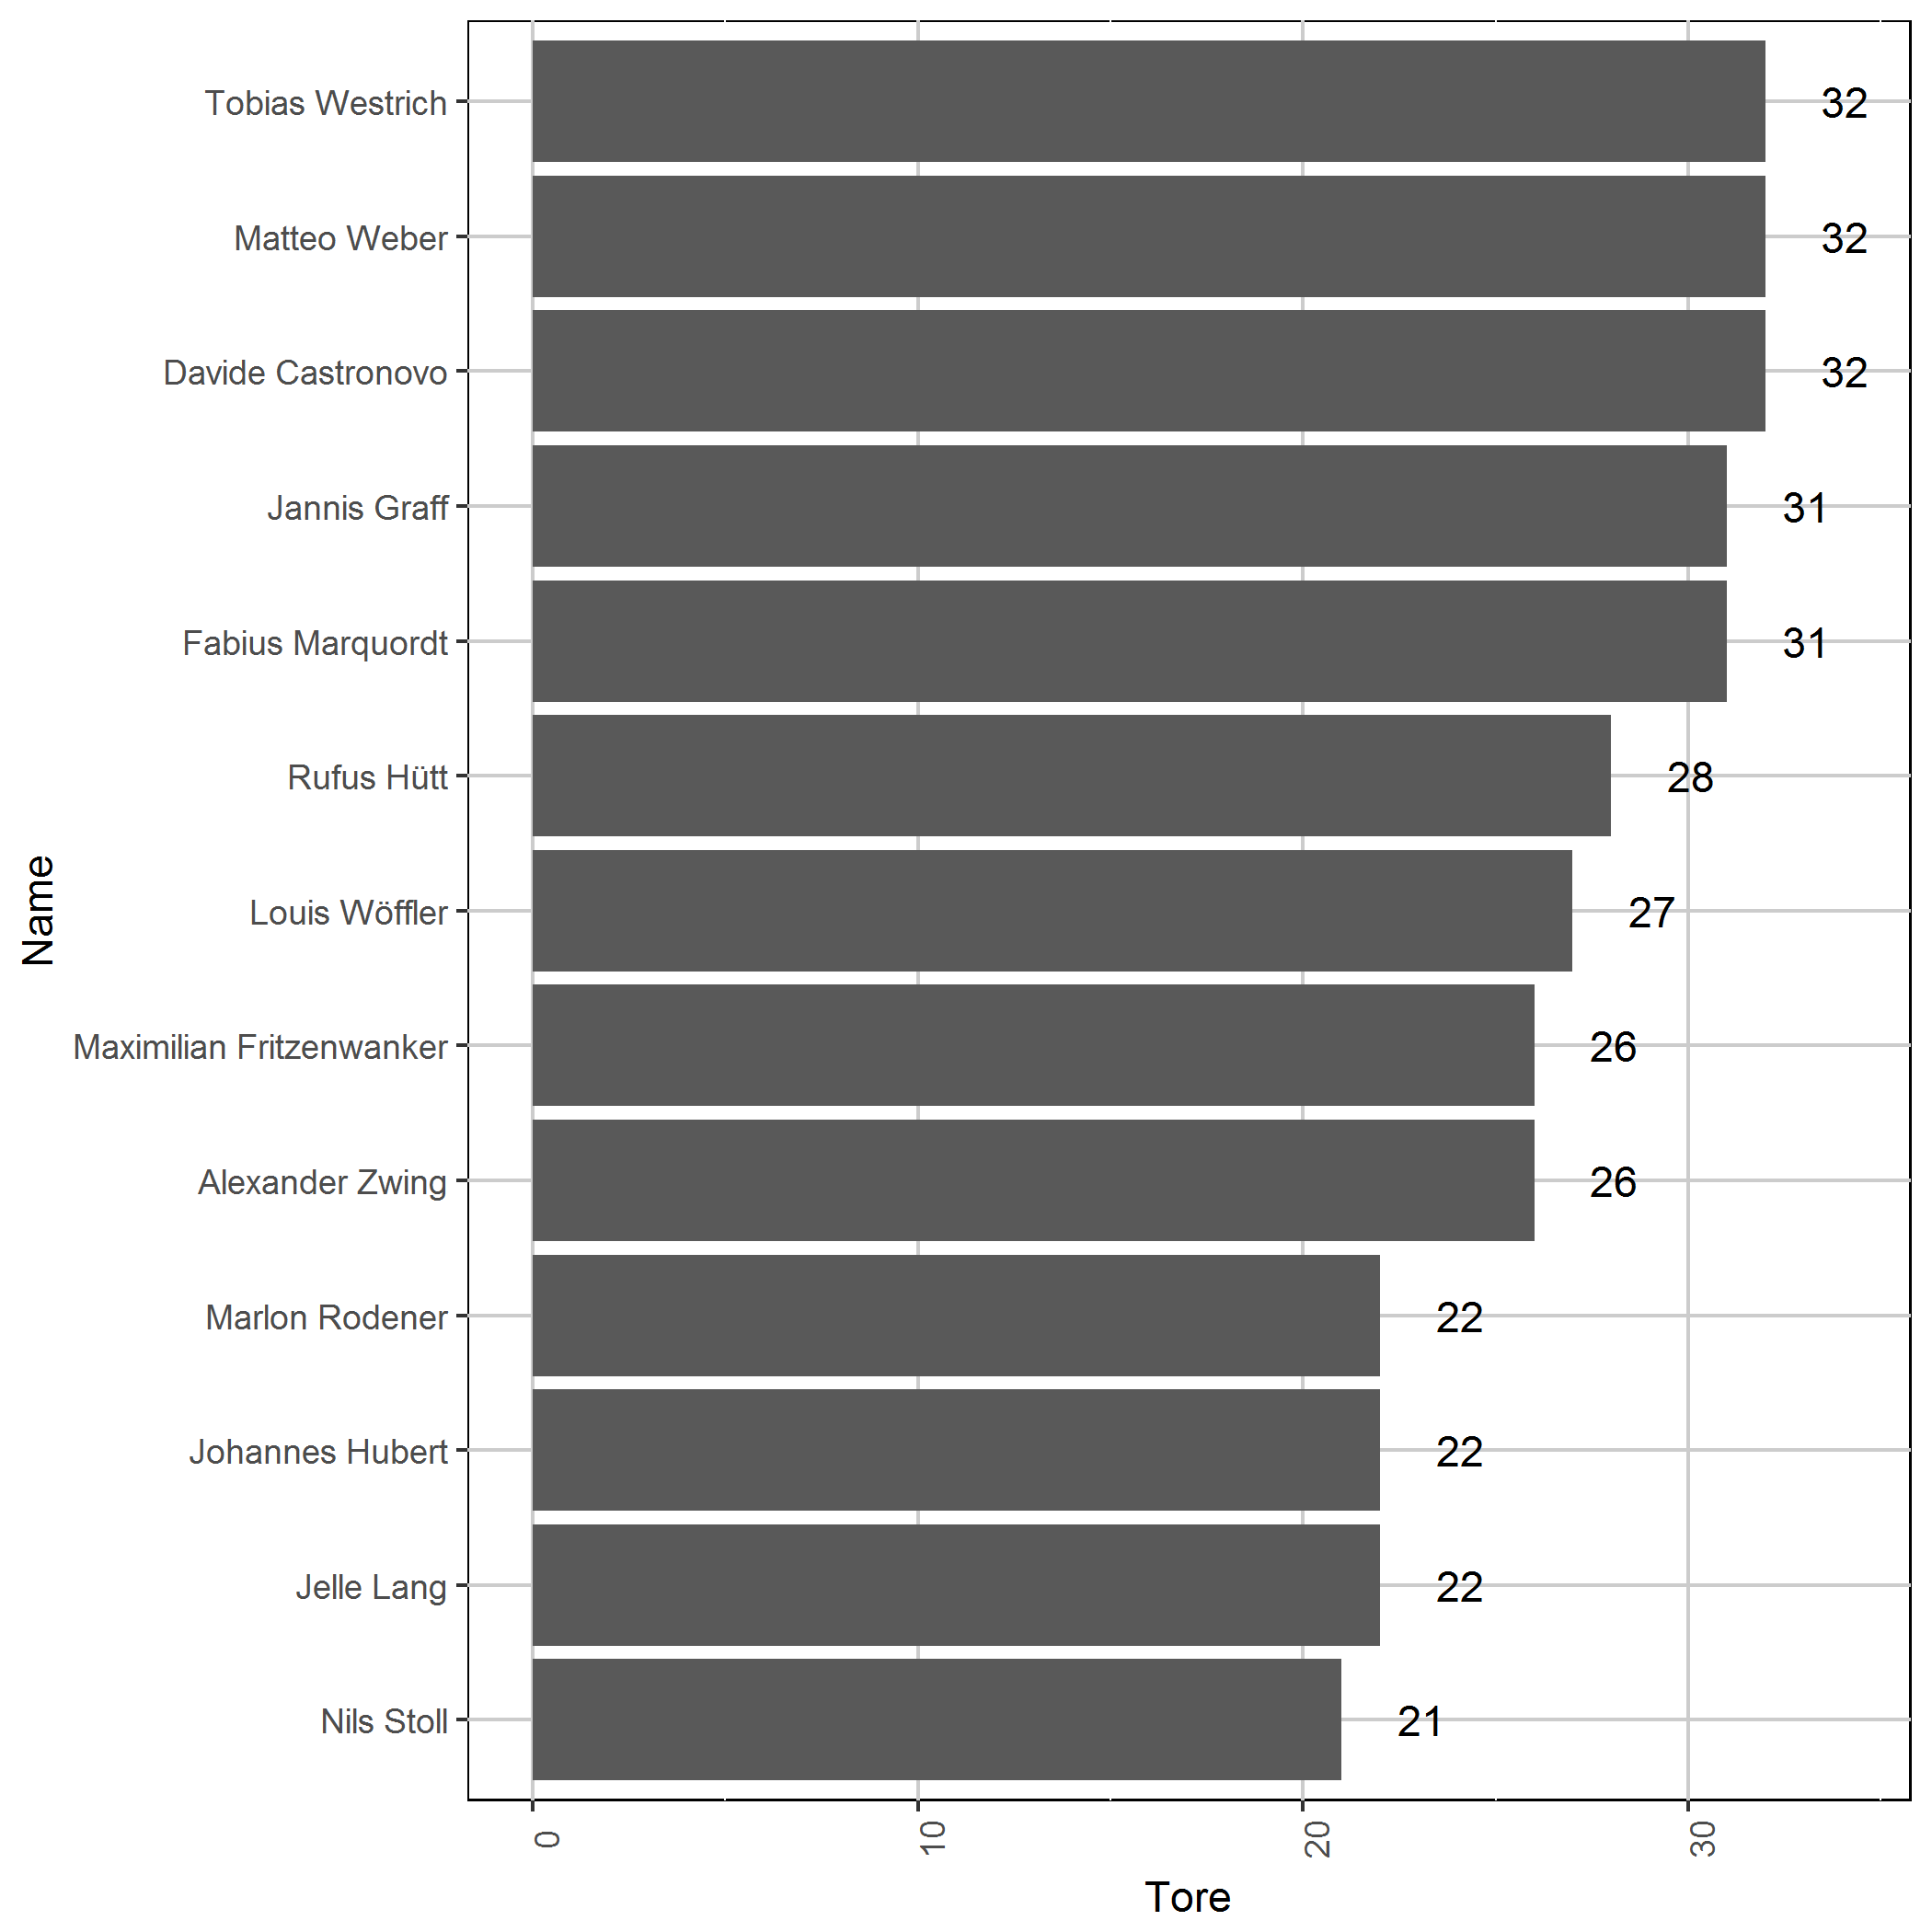 Tobias Westrich 32
Matteo Weber 32
Davide Castronovo 32
Jannis Graff 31
Fabius Marquordt 31
Rufus Hütt 28
Louis Wöffler 27
Maximilian Fritzenwanker 26
Alexander Zwing 26
Marlon Rodener 22
Johannes Hubert 22
Jelle Lang 22
Nils Stoll 21
Name
0 10 20 30
Tore